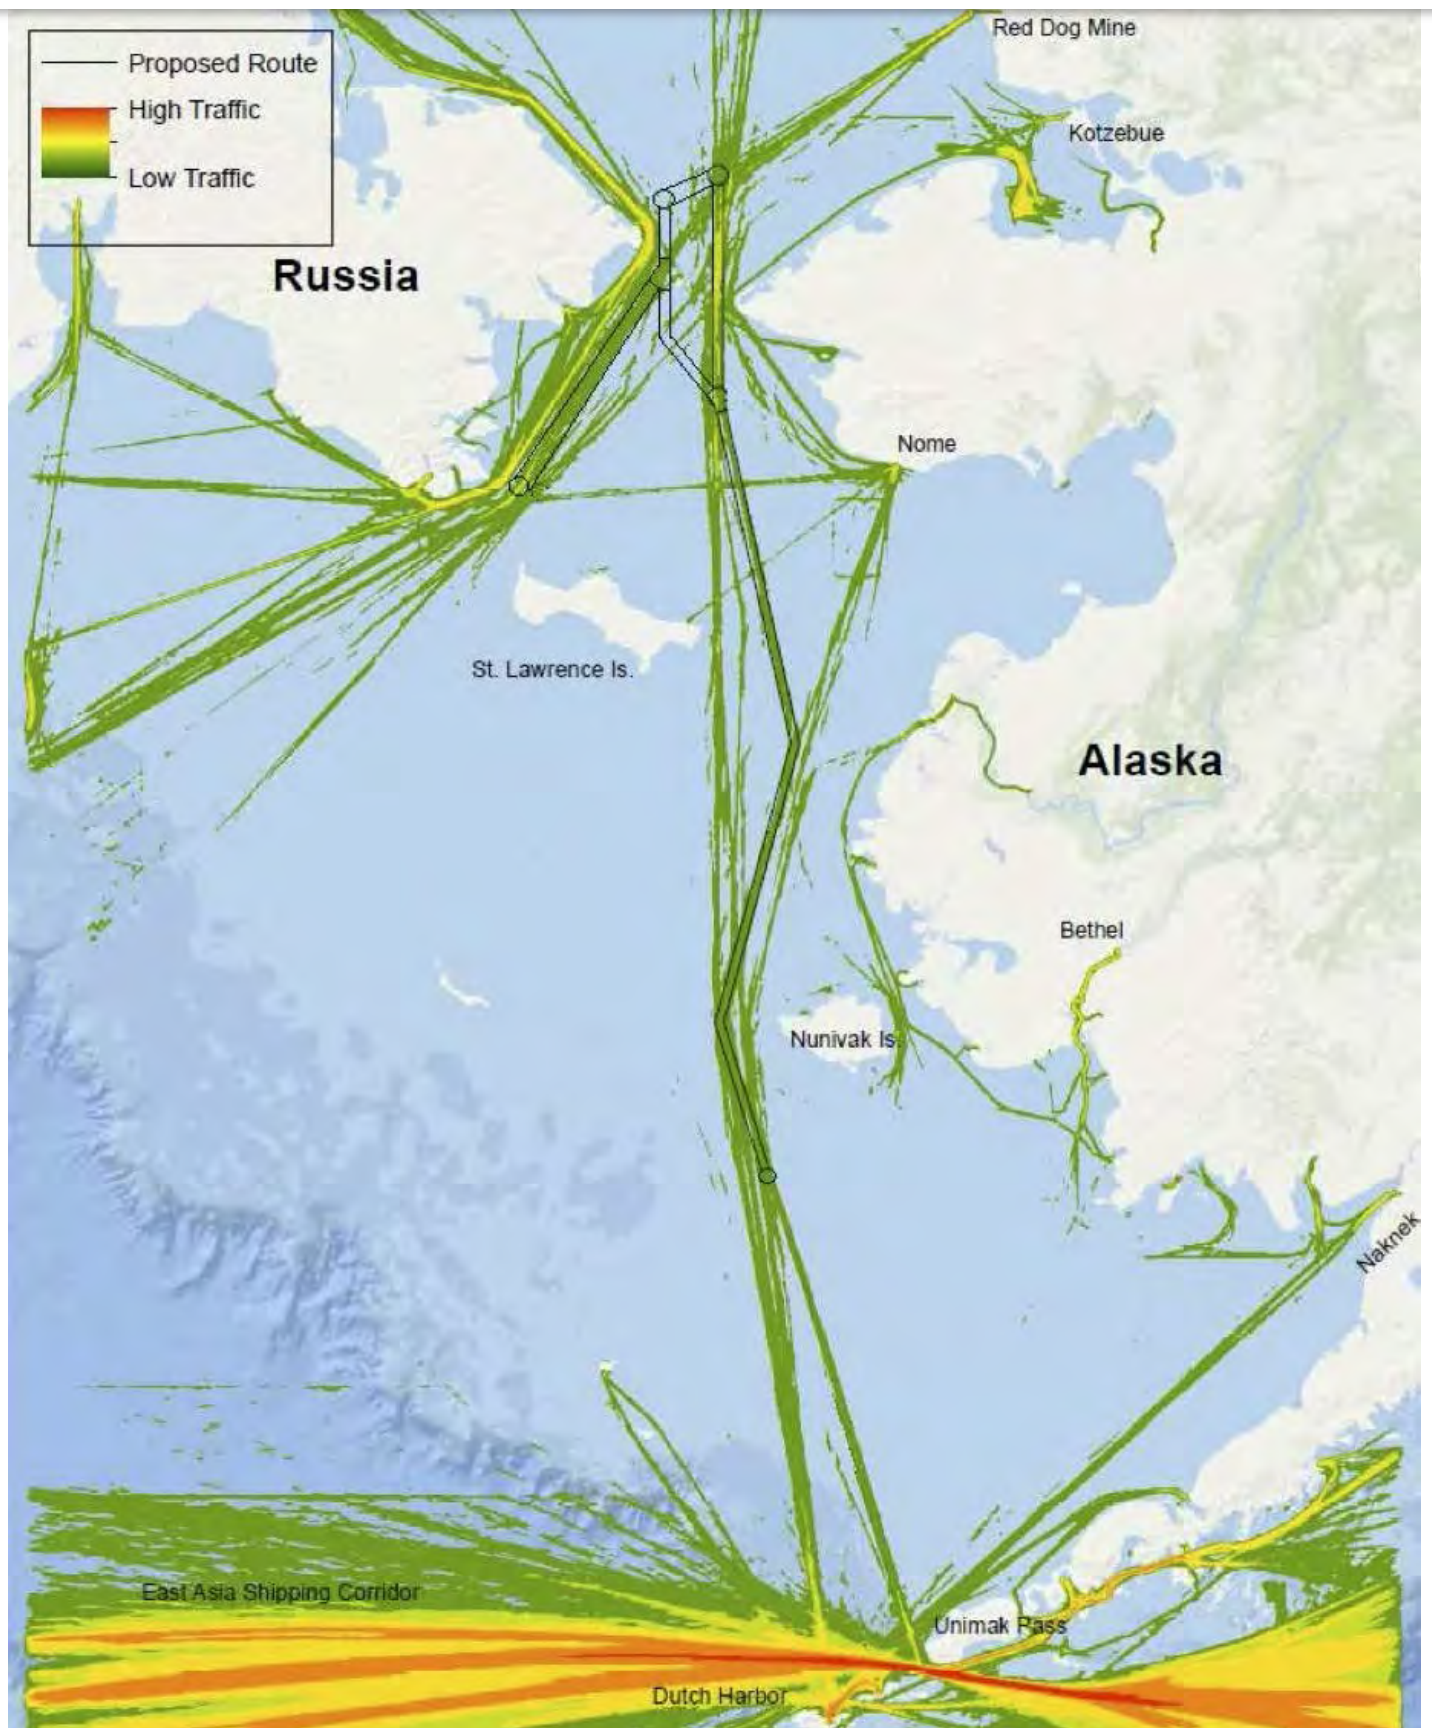 Red Dog Mine
Proposed Route
High Traffic
Low Traffic
Kotzebue
Russia
Nome
St. Lawrence Is.
Alaska
Bethel
Nunivak Is.
Naknek
East Asia Shipping Corridor
Unimak Pass
Dutch Harbor